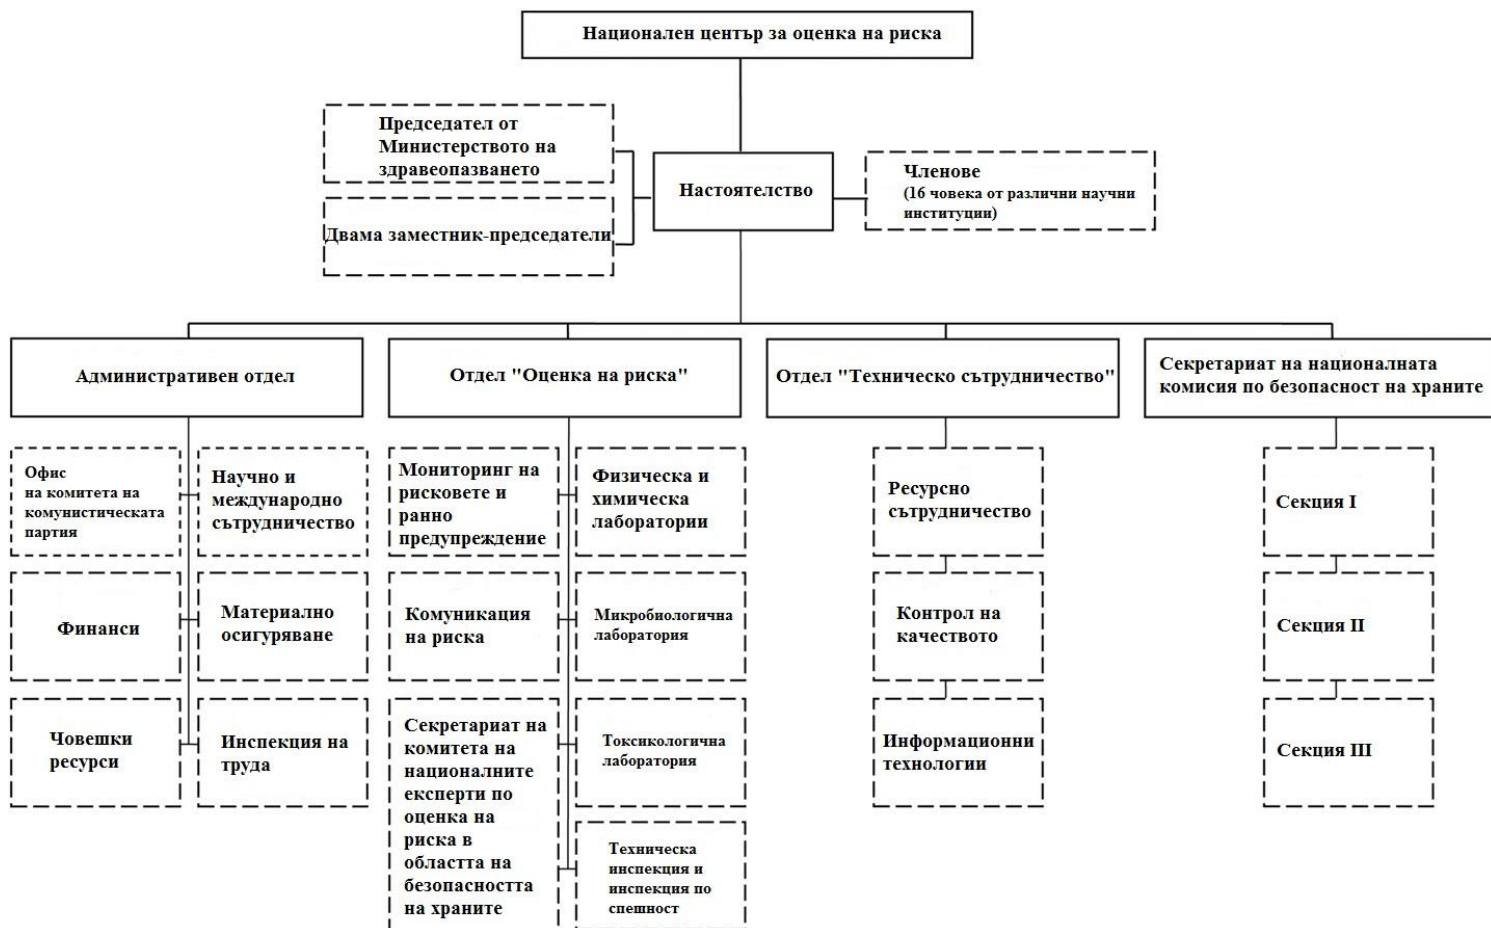 Национален център за оценка на риска
Председател от
Министерството на
здравеопазването
Двама заместник-председатели
Настоятелство
Членове
(16 човека от различни научни
институции)
Административен отдел
Отдел "Оценка на риска"
Отдел "Техническо сътрудничество"
Секретариат на националната
комисия по безопасност на храните
Офис
на комитета на
комунистическата
партия
Научно и
международно
сътрудничество
Финанси
Материално
осигуряване
Човешки
ресурси
Инспекция на
труда
Мониторинг на
рисковете и
ранно
предупреждение
Физическа и
химическа
лаборатории
Комуникация
на риска
Микробиологична
лаборатория
Секретариат на
комитета на
националните
експерти по
оценка на
риска в
областта на
безопасността
на храните
Токсикологична
лаборатория
Техническа
инспекция и
инспекция по
спешност
Ресурсно
сътрудничество
Контрол на
качеството
Информационни
технологии
Секция I
Секция II
Секция III